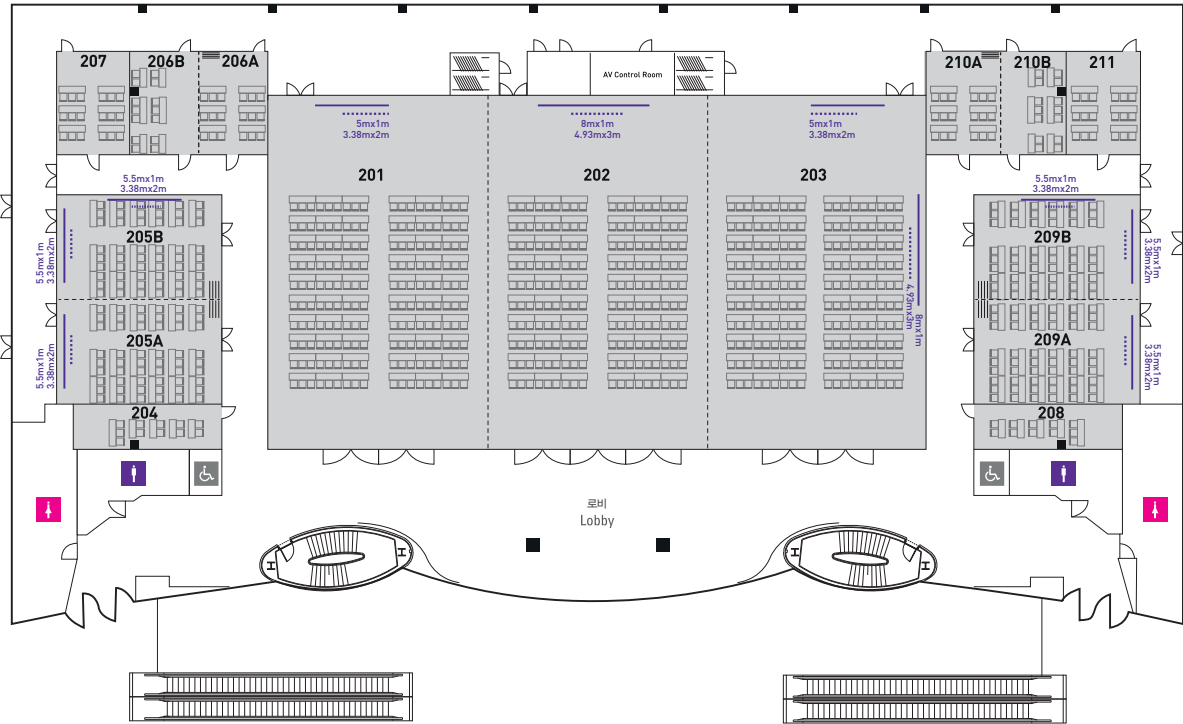 207
206B
206A
AV Control Room
210A
210B
211
5mx1m
3.38mx2m
8mx1m
4.93mx3m
5mx1m
3.38mx2m
201
202
203
5.5mx1m
3.38mx2m
5.5mx1m
3.38mx2m
205B
5.5mx1m
3.38mx2m
209B
5.5mx1m
3.38mx2m
4.93mx3m
8mx1m
205A
5.5mx1m
3.38mx2m
209A
5.5mx1m
3.38mx2m
204
208
로비
Lobby
H
H
H
H